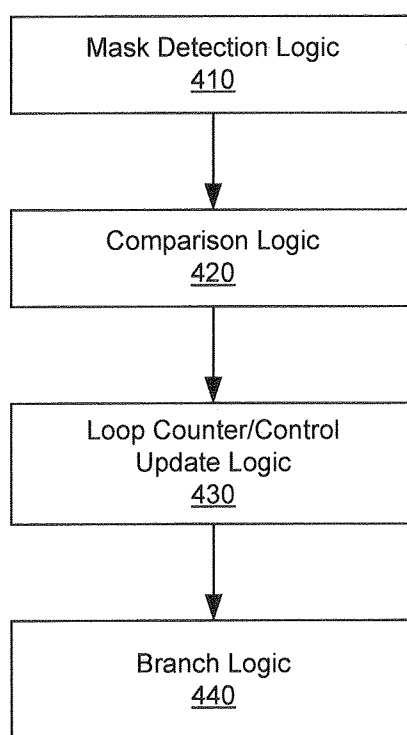 Mask Detection Logic
410
Comparison Logic
420
Loop Counter/Control
Update Logic
430
Branch Logic
440